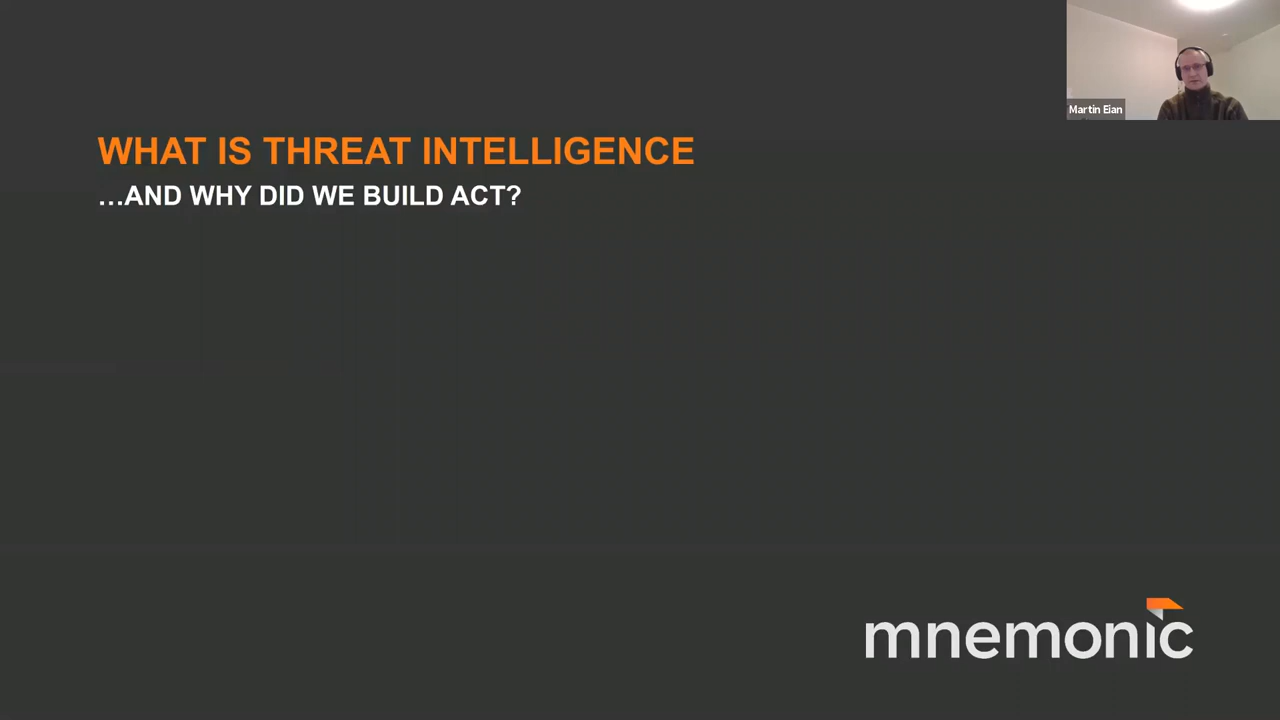 WHAT IS THREAT INTELLIGENCE
…AND WHY DID WE BUILD ACT?
Martin Eian
mnemonic